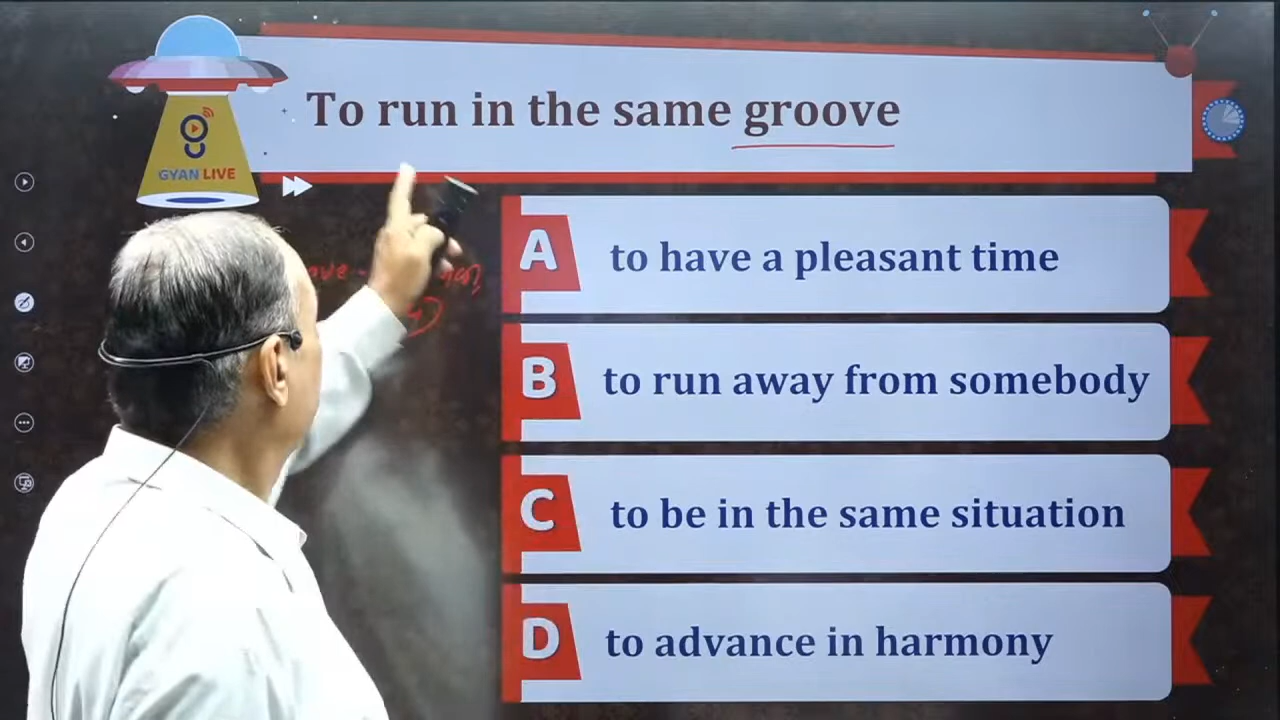 To run in the same groove
GYAN LIVE
A to have a pleasant time
B to run away from somebody
C to be in the same situation
D to advance in harmony